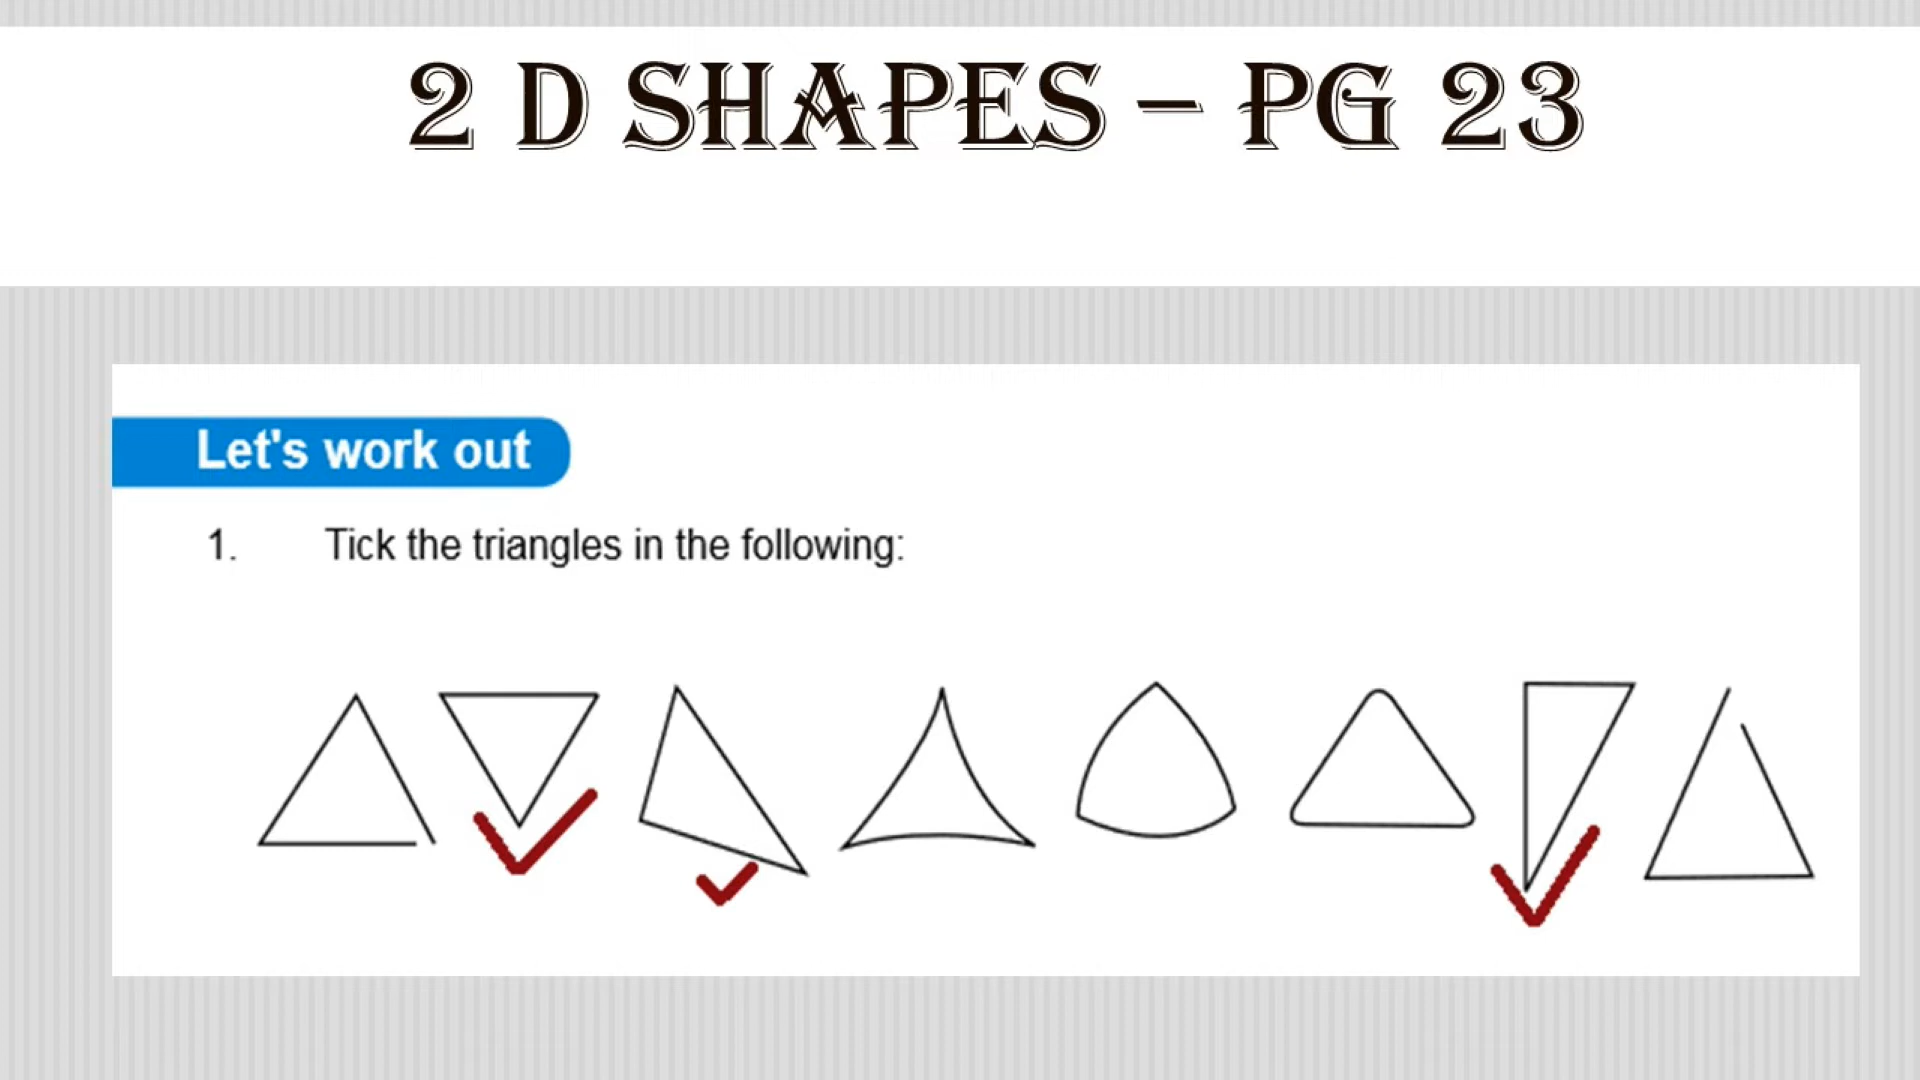 2 D SHAPES – PG 23
Let's work out
1. Tick the triangles in the following: